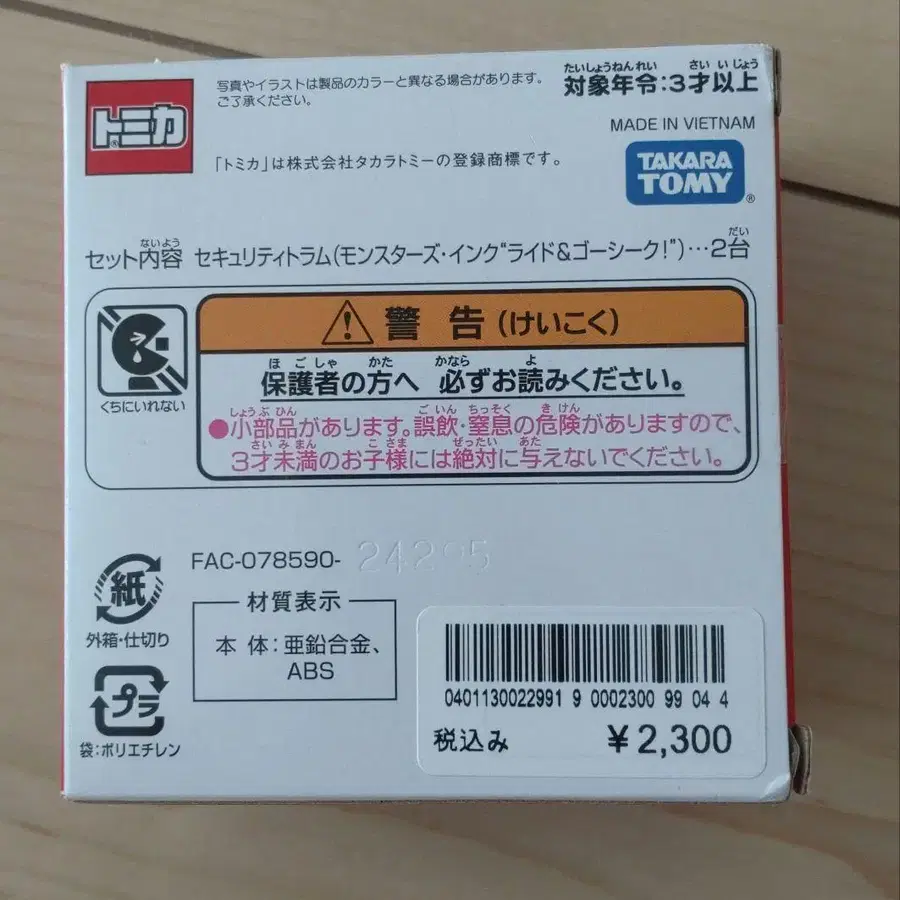 トミカ®
写真やイラストは製品のカラーと異なる場合があります。
ご了承ください。
たいしょうねんれい さい いじょう
対象年令:3才以上
MADE IN VIETNAM
「トミカ」は株式会社タカラトミーの登録商標です。
TAKARA
TOMY®
ないよう だい
セット内容 セキュリティトラム(モンスターズ・インク“ライド&ゴーシーク!”)…2台
くちにいれない
警告(けいこく)
ほごしゃ かた かなら よ
保護者の方へ 必ずお読みください。
しょうぶひん ごいん ちっそく きけん
●小部品があります。誤飲・窒息の危険がありますので、
さいみまん こさま ぜったい あた
3才未満のお子様には絶対に与えないでください。
FAC-078590- 24205
紙
外箱・仕切り
プラ
袋:ポリエチレン
材質表示
本体:亜鉛合金、
ABS
0401130022991 9 0002300 99 04 4
税込み ¥2,300